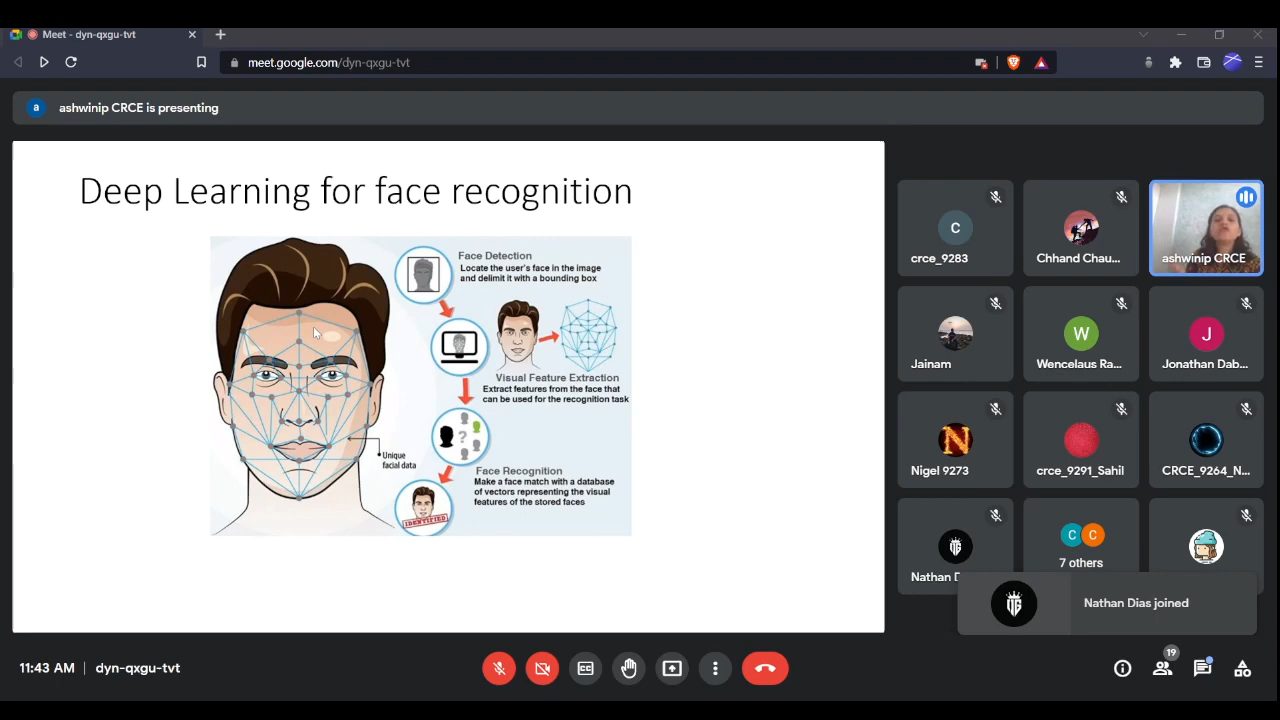 Meet - dyn-qxgu-tvt
meet.google.com/dyn-qxgu-tvt
a
ashwinip CRCE is presenting
Deep Learning for face recognition
Face Detection
Locate the user's face in the image
and delimit it with a bounding box
Visual Feature Extraction
Extract features from the face that
can be used for the recognition task
Unique
facial data
?
Face Recognition
Make a face match with a database
of vectors representing the visual
features of the stored faces
IDENTIFIED
C
crce_9283
Chhand Chau...
ashwinip CRCE
Jainam
W
Wencelaus Ra...
J
Jonathan Dab...
N
Nigel 9273
crce_9291_Sahil
CRCE_9264_N...
Nathan D
C C
7 others
Nathan Dias joined
11:43 AM | dyn-qxgu-tvt
19